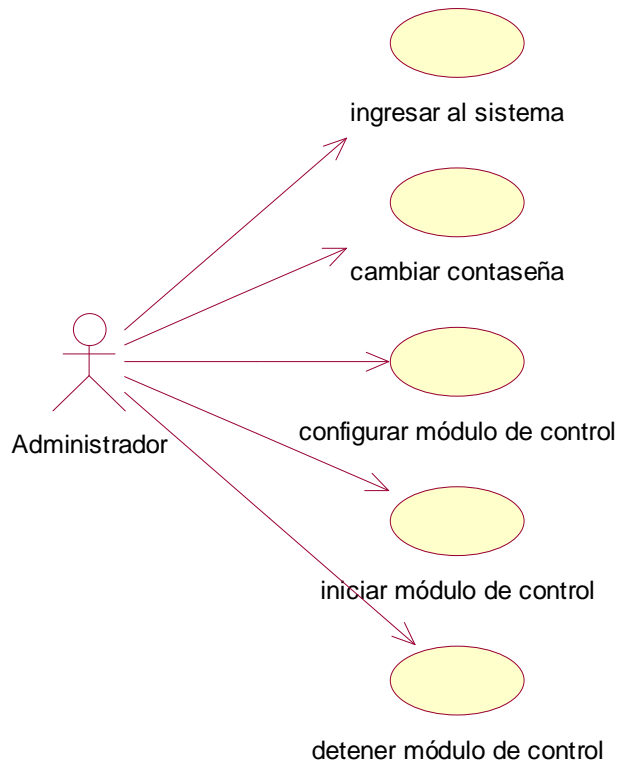 ingresar al sistema
cambiar contaseña
Administrador
configurar módulo de control
iniciar módulo de control
detener módulo de control